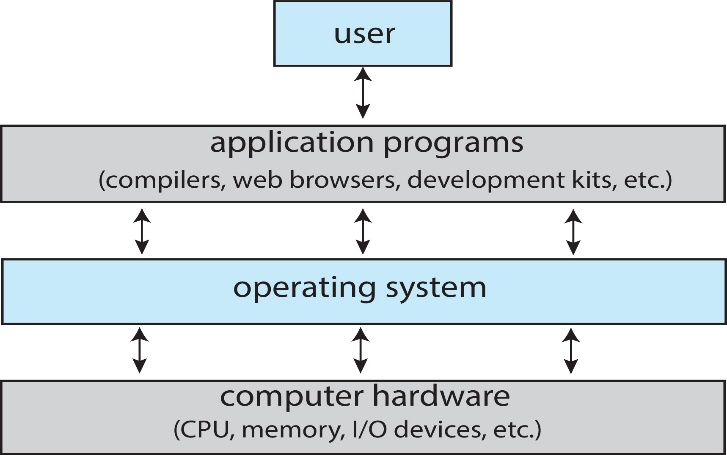 user
application programs
(compilers, web browsers, development kits, etc.)
operating system
computer hardware
(CPU, memory, I/O devices, etc.)